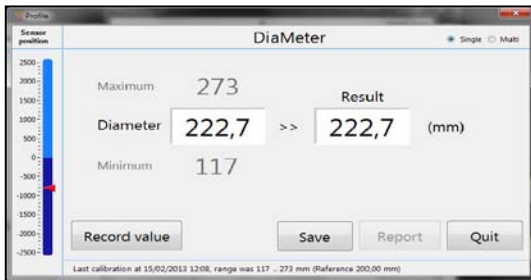 Profile
Sensor position
DiaMeter
Single Multi
2500
2000
1500
1000
500
0
-500
-1000
-1500
-2000
-2500
Maximum 273
Result
Diameter 222,7 >> 222,7 (mm)
Minimum 117
Record value Save Report Quit
Last calibration at 15/02/2013 12:08, range was 117 .. 273 mm (Reference 200,00 mm)